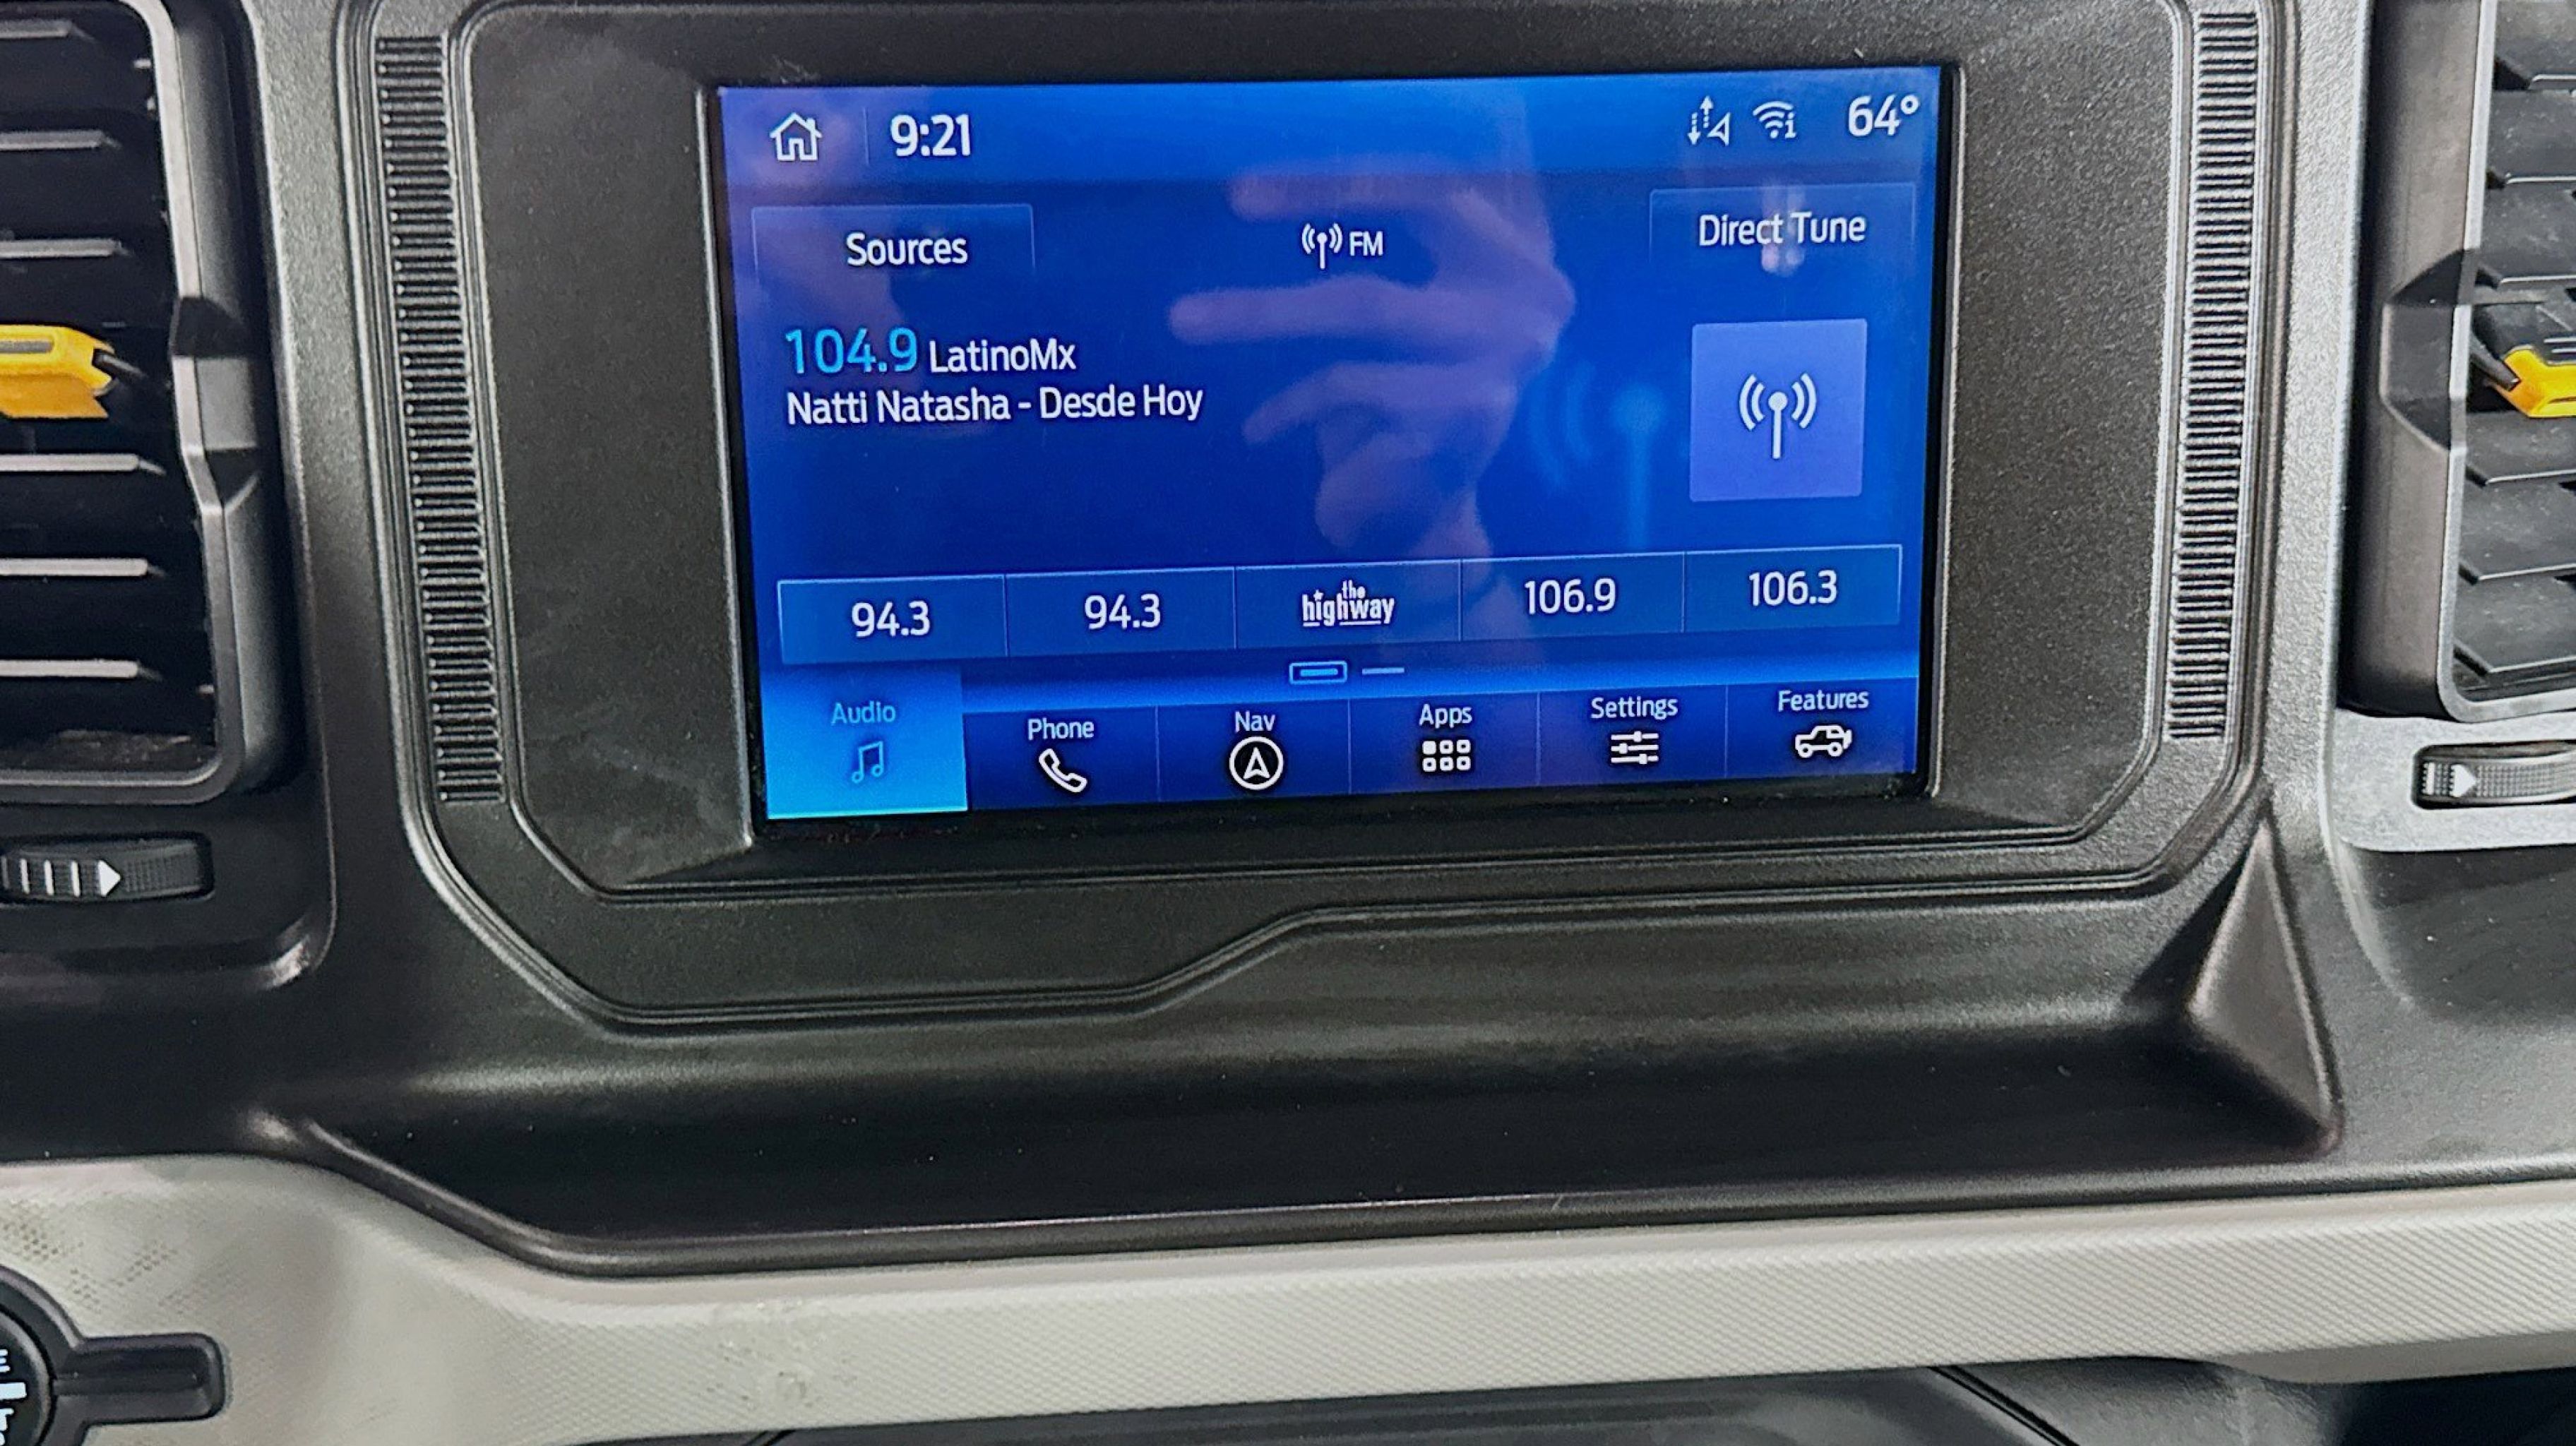 9:21
64°
Sources
FM
Direct Tune
104.9 LatinoMx
Natti Natasha - Desde Hoy
94.3
94.3
the highway
106.9
106.3
Audio
Phone
Nav
Apps
Settings
Features